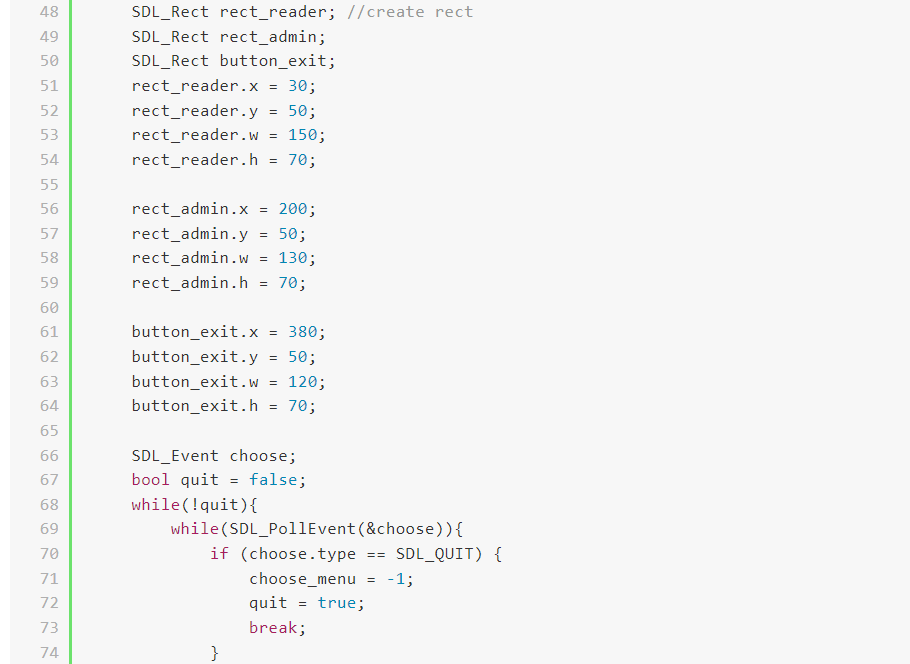 48 SDL_Rect rect_reader; //create rect
49 SDL_Rect rect_admin;
50 SDL_Rect button_exit;
51 rect_reader.x = 30;
52 rect_reader.y = 50;
53 rect_reader.w = 150;
54 rect_reader.h = 70;
55
56 rect_admin.x = 200;
57 rect_admin.y = 50;
58 rect_admin.w = 130;
59 rect_admin.h = 70;
60
61 button_exit.x = 380;
62 button_exit.y = 50;
63 button_exit.w = 120;
64 button_exit.h = 70;
65
66 SDL_Event choose;
67 bool quit = false;
68 while(!quit){
69 while(SDL_PollEvent(&choose)){
70 if (choose.type == SDL_QUIT) {
71 choose_menu = -1;
72 quit = true;
73 break;
74 }